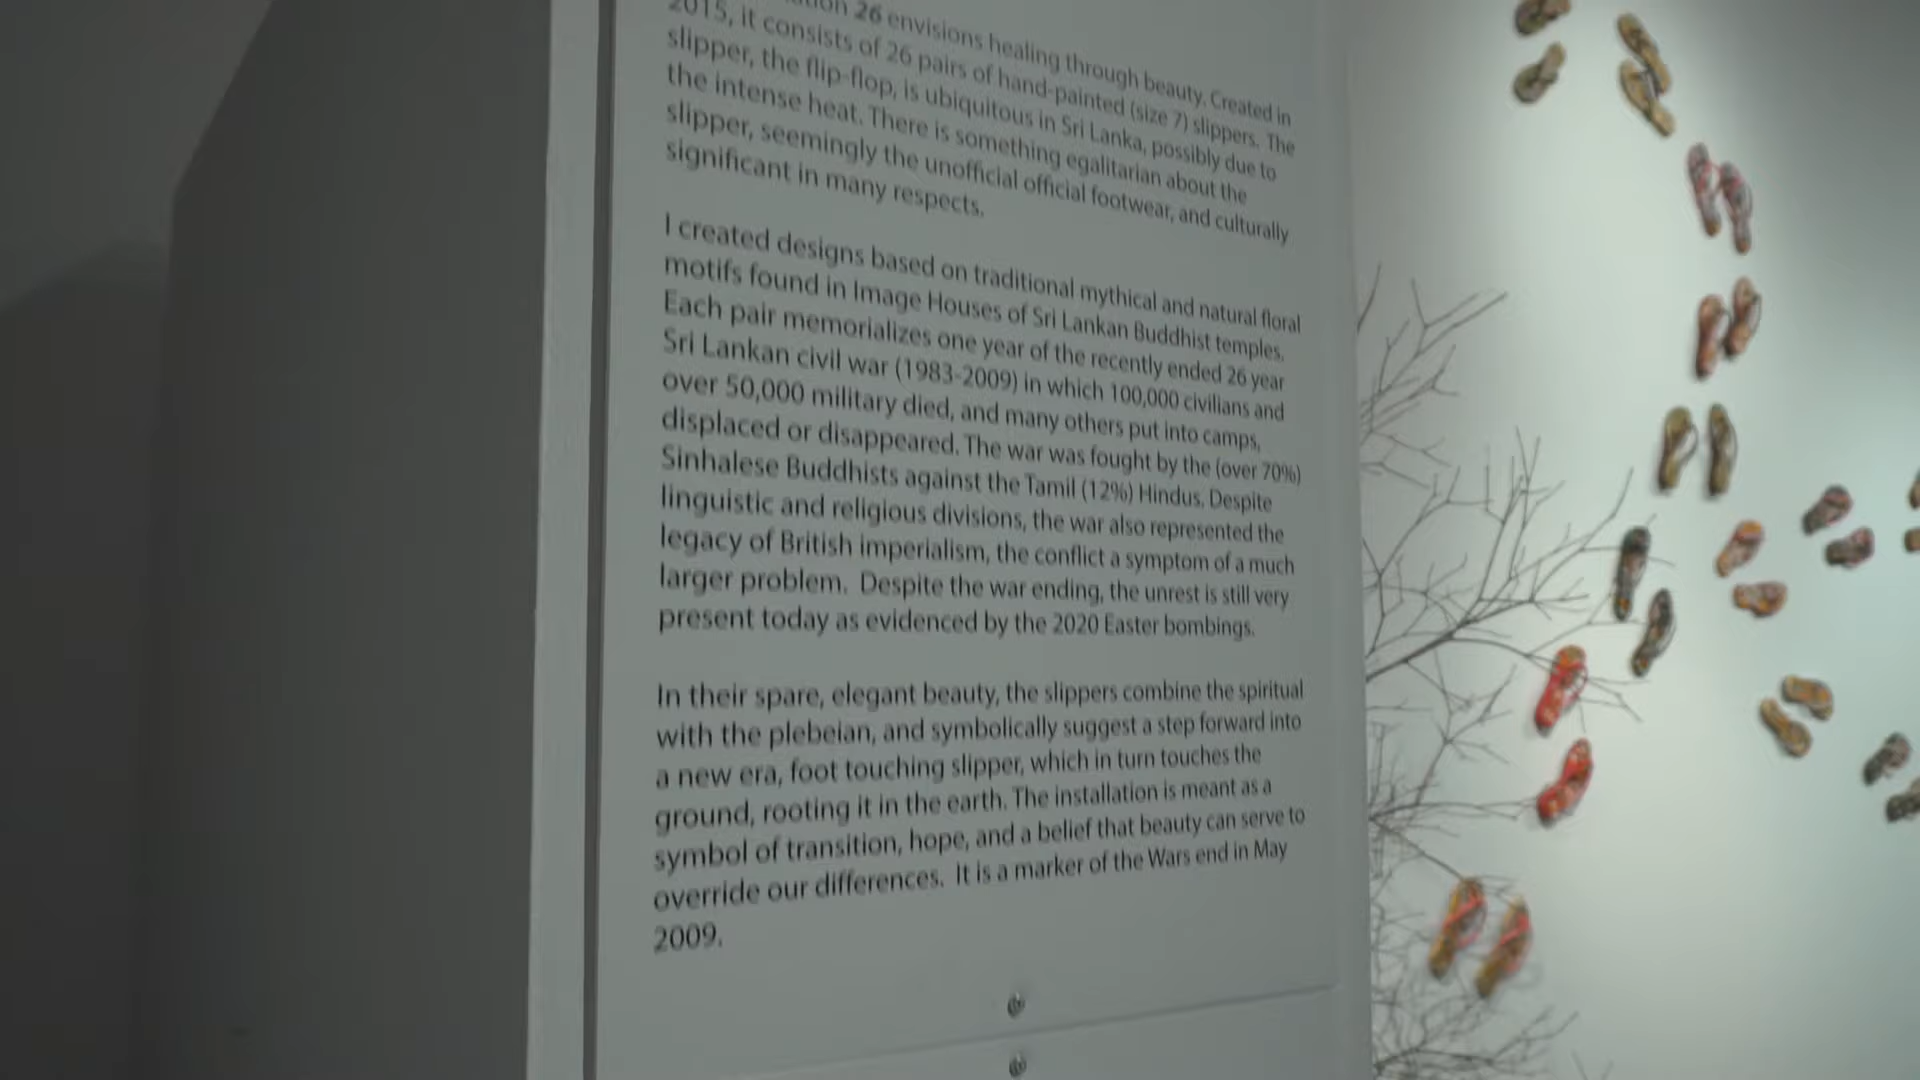 26 envisions healing through beauty. Created in
2015, it consists of 26 pairs of hand-painted (size 7) slippers. The
slipper, the flip-flop, is ubiquitous in Sri Lanka, possibly due to
the intense heat. There is something egalitarian about the
slipper, seemingly the unofficial official footwear, and culturally
significant in many respects.
I created designs based on traditional mythical and natural floral
motifs found in Image Houses of Sri Lankan Buddhist temples.
Each pair memorializes one year of the recently ended 26 year
Sri Lankan civil war (1983-2009) in which 100,000 civilians and
over 50,000 military died, and many others put into camps,
displaced or disappeared. The war was fought by the (over 70%)
Sinhalese Buddhists against the Tamil (12%) Hindus. Despite
linguistic and religious divisions, the war also represented the
legacy of British imperialism, the conflict a symptom of a much
larger problem. Despite the war ending, the unrest is still very
present today as evidenced by the 2020 Easter bombings.
In their spare, elegant beauty, the slippers combine the spiritual
with the plebeian, and symbolically suggest a step forward into
a new era, foot touching slipper, which in turn touches the
ground, rooting it in the earth. The installation is meant as a
symbol of transition, hope, and a belief that beauty can serve to
override our differences. It is a marker of the Wars end in May
2009.